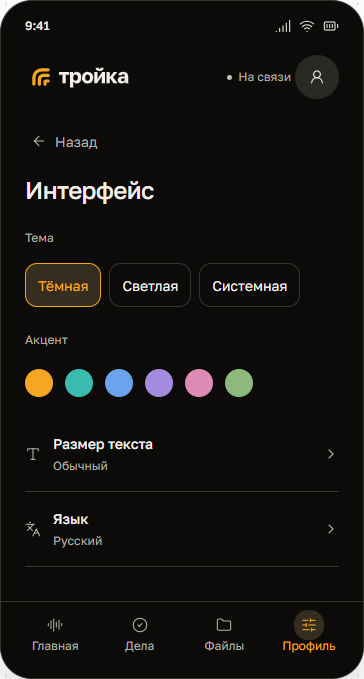 9:41
тройка
На связи
Назад
Интерфейс
Тема
Тёмная
Светлая
Системная
Акцент
Размер текста
Обычный
Язык
Русский
Главная
Дела
Файлы
Профиль